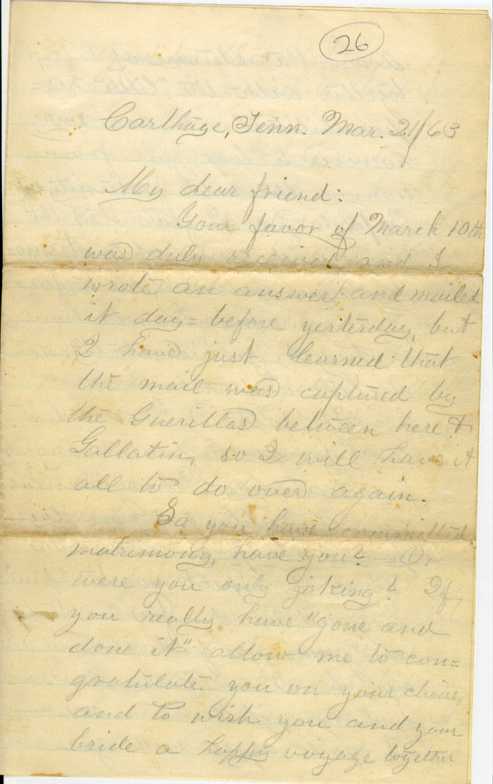 26
Carthage, Tenn. Mar. 21/63
My dear friend:
Your favor of March 10th
was duly received and I
wrote an answer and mailed
it day=before yesterday, but
I have just learned that
the mail was captured by
the Guerillas between here &
Gallatin, so I will have it
all to do over again.
So you have committed
matrimony, have you? Or
were you only joking? If
you really have "gone and
done it" allow me to con=
gratulate you on your choice,
and to wish you and your
bride a happy voyage together